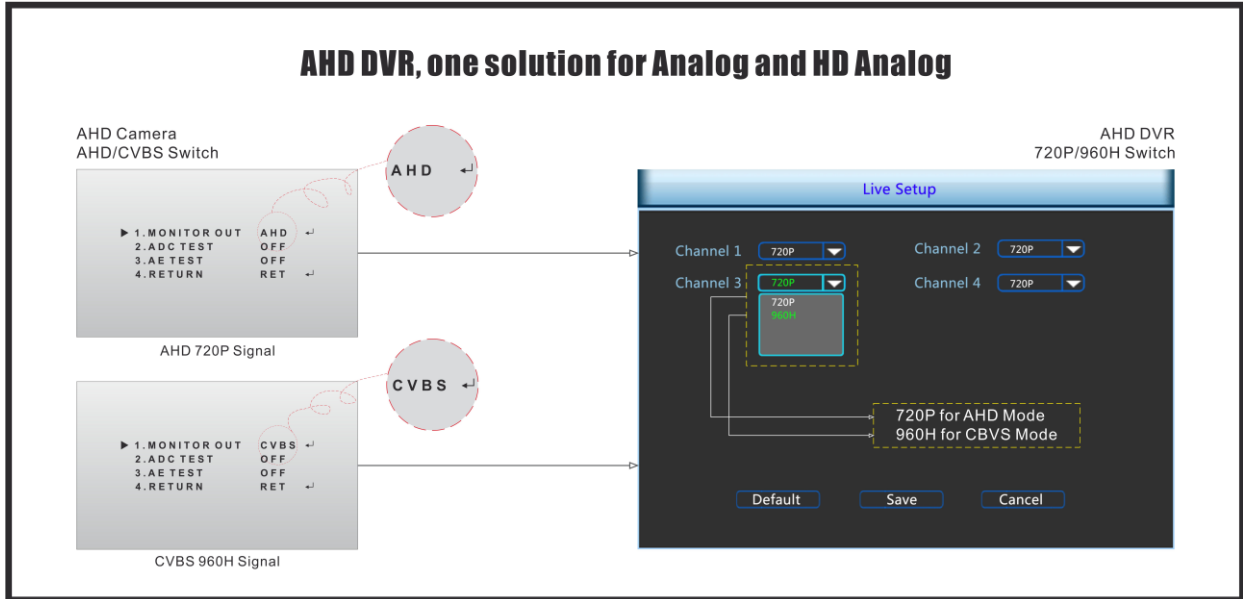 AHD DVR, one solution for Analog and HD Analog
AHD Camera
AHD/CVBS Switch
AHD ↵
1.MONITOR OUT AHD ↵
2.ADC TEST OFF
3.AE TEST OFF
4.RETURN RET ↵
AHD 720P Signal
CVBS ↵
1.MONITOR OUT CVBS ↵
2.ADC TEST OFF
3.AE TEST OFF
4.RETURN RET ↵
CVBS 960H Signal
AHD DVR
720P/960H Switch
Live Setup
Channel 1 720P Channel 2 720P
Channel 3 720P Channel 4 720P
720P
960H
720P for AHD Mode
960H for CBVS Mode
Default Save Cancel